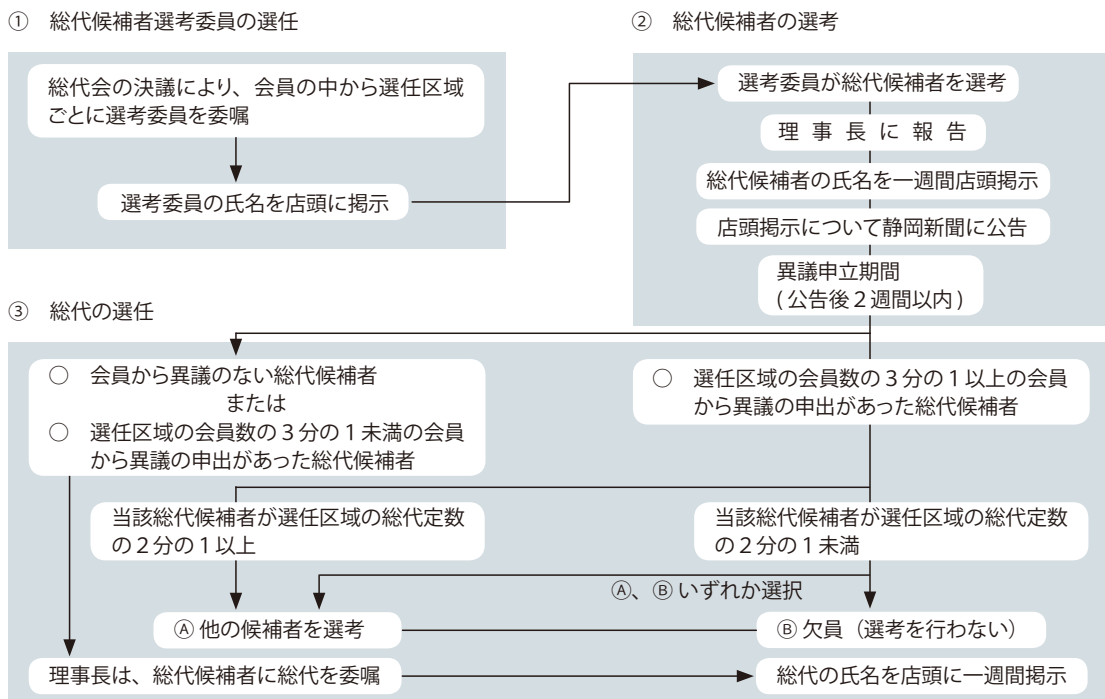 ① 総代候補者選考委員の選任
総代会の決議により、会員の中から選任区域
ごとに選考委員を委嘱
選考委員の氏名を店頭に掲示
② 総代候補者の選考
選考委員が総代候補者を選考
理事長に報告
総代候補者の氏名を一週間店頭掲示
店頭掲示について静岡新聞に公告
異議申立期間
(公告後2週間以内)
③ 総代の選任
○ 会員から異議のない総代候補者
または
○ 選任区域の会員数の3分の1未満の会員
から異議の申出があった総代候補者
○ 選任区域の会員数の3分の1以上の会員
から異議の申出があった総代候補者
当該総代候補者が選任区域の総代定数
の2分の1以上
当該総代候補者が選任区域の総代定数
の2分の1未満
Ⓐ、Ⓑいずれか選択
Ⓐ他の候補者を選考
Ⓑ欠員(選考を行わない)
理事長は、総代候補者に総代を委嘱
総代の氏名を店頭に一週間掲示